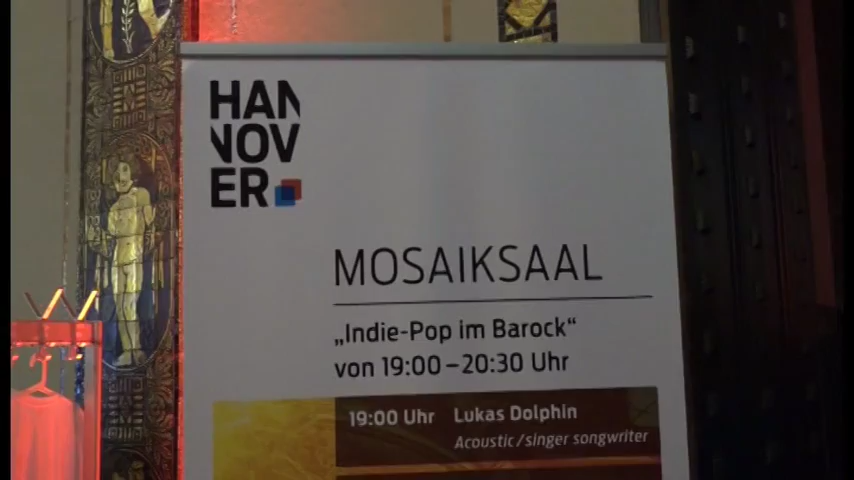 HAN
NOV
ER
MOSAIKSAAL
„Indie-Pop im Barock“
von 19:00 – 20:30 Uhr
19:00 Uhr Lukas Dolphin
Acoustic/singer songwriter